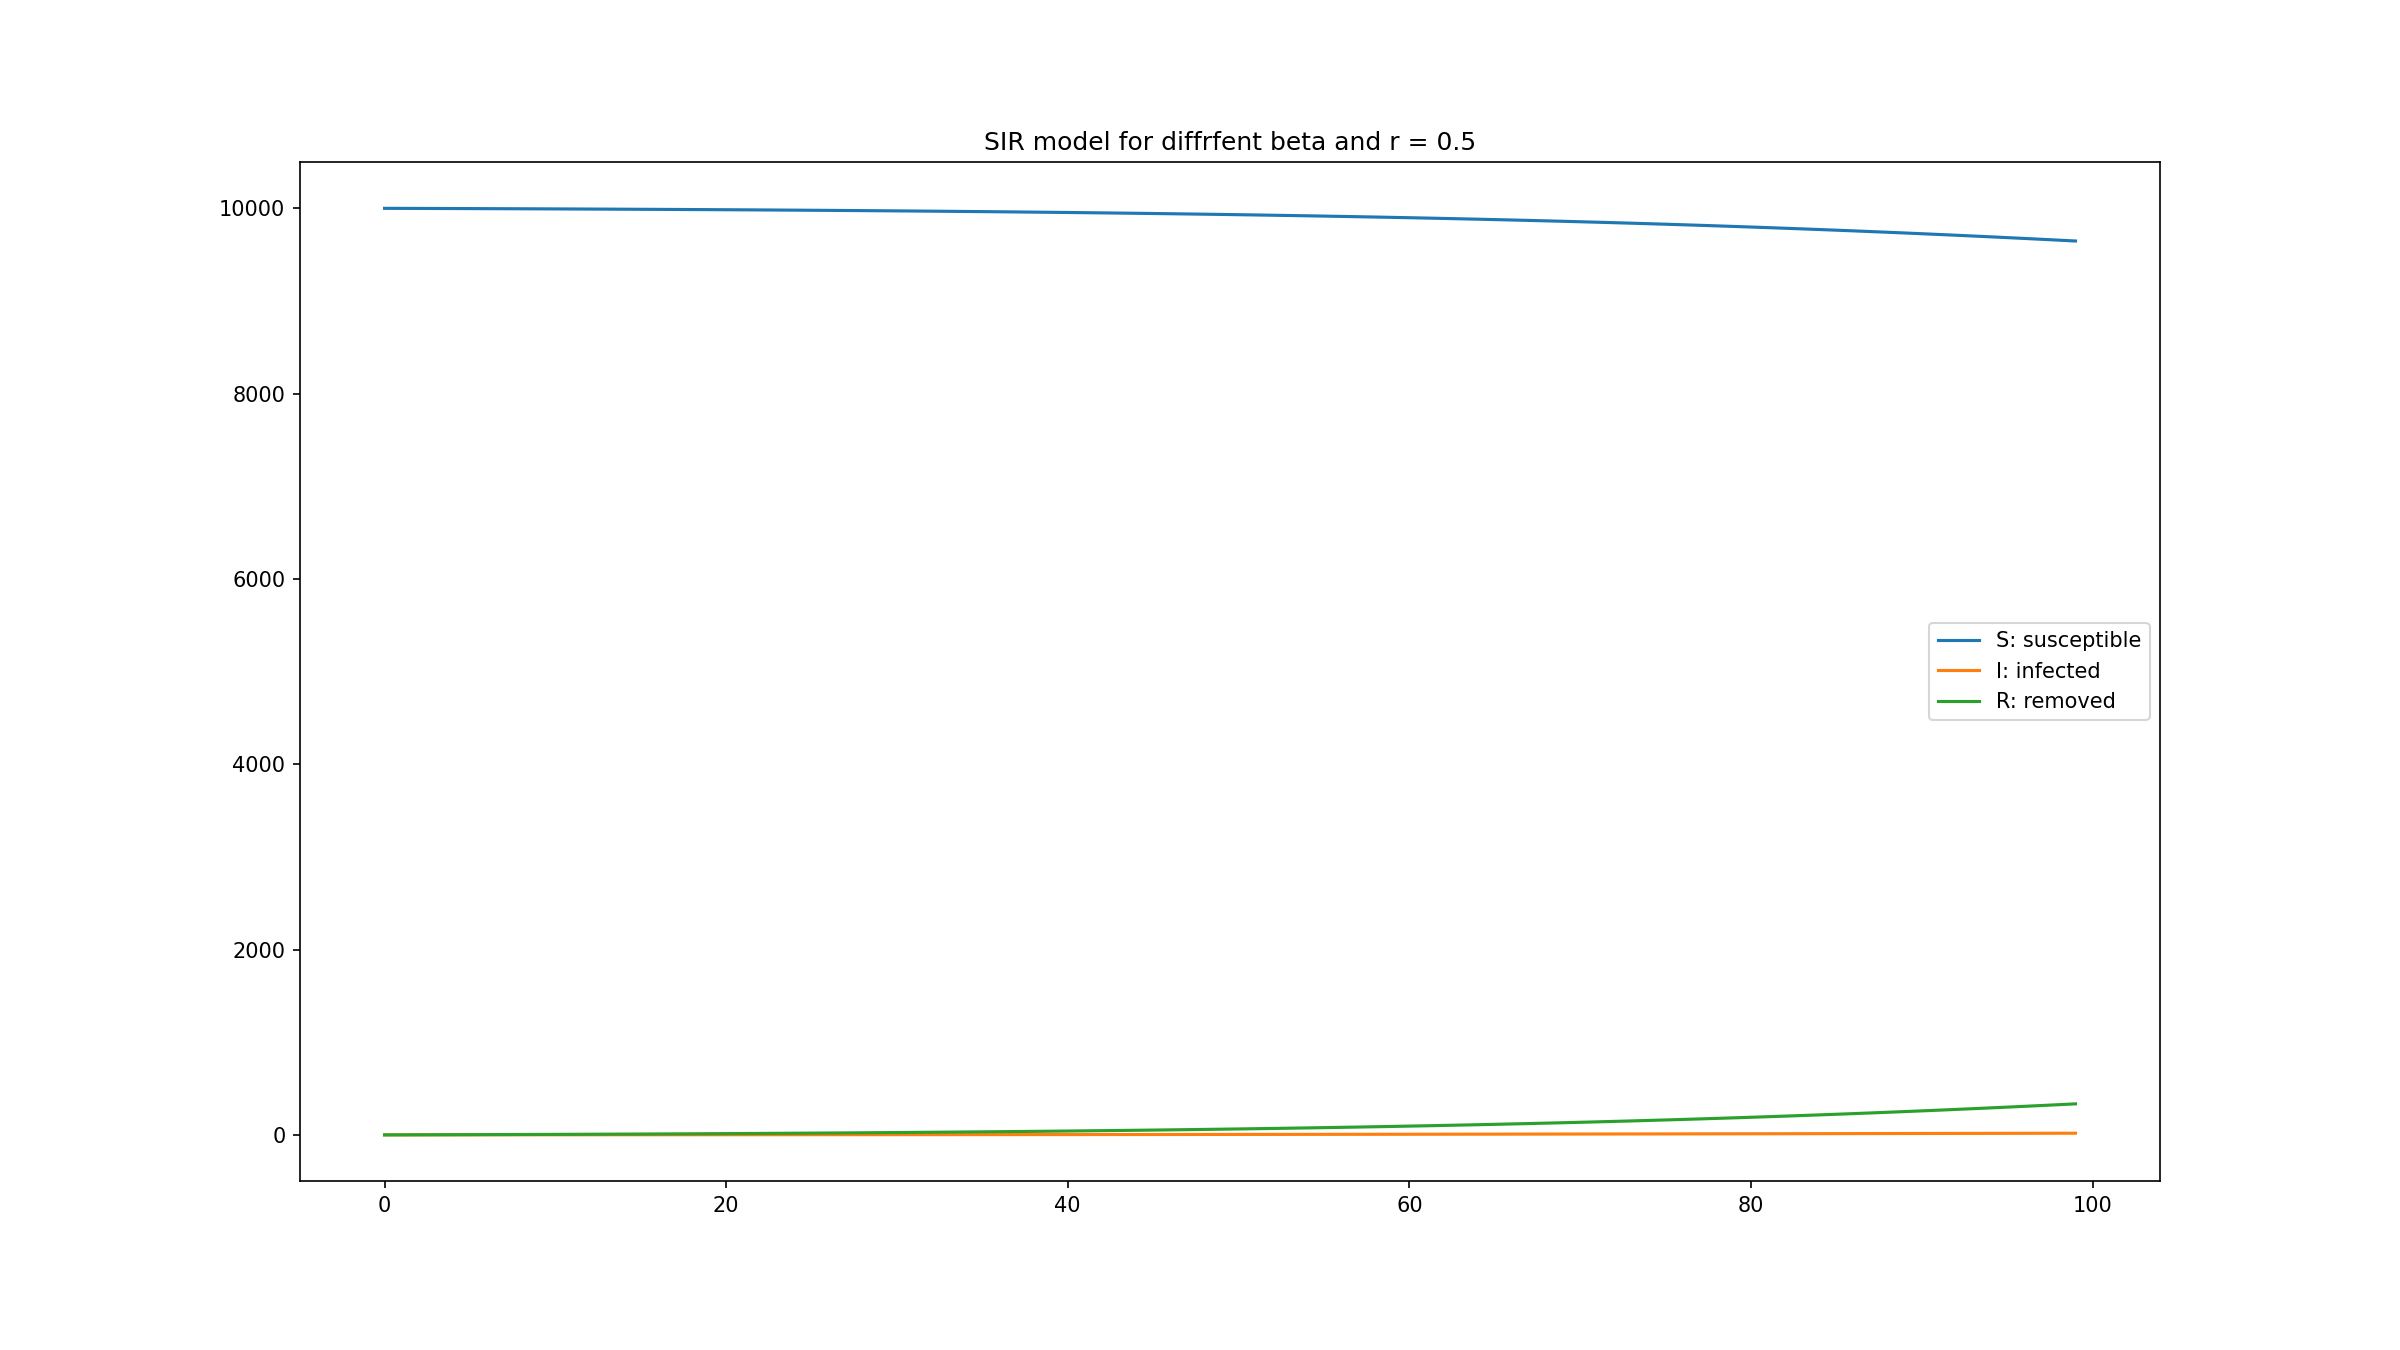 SIR model for diffrfent beta and r = 0.5
10000
8000
6000
4000
2000
0
S: susceptible
I: infected
R: removed
0 20 40 60 80 100